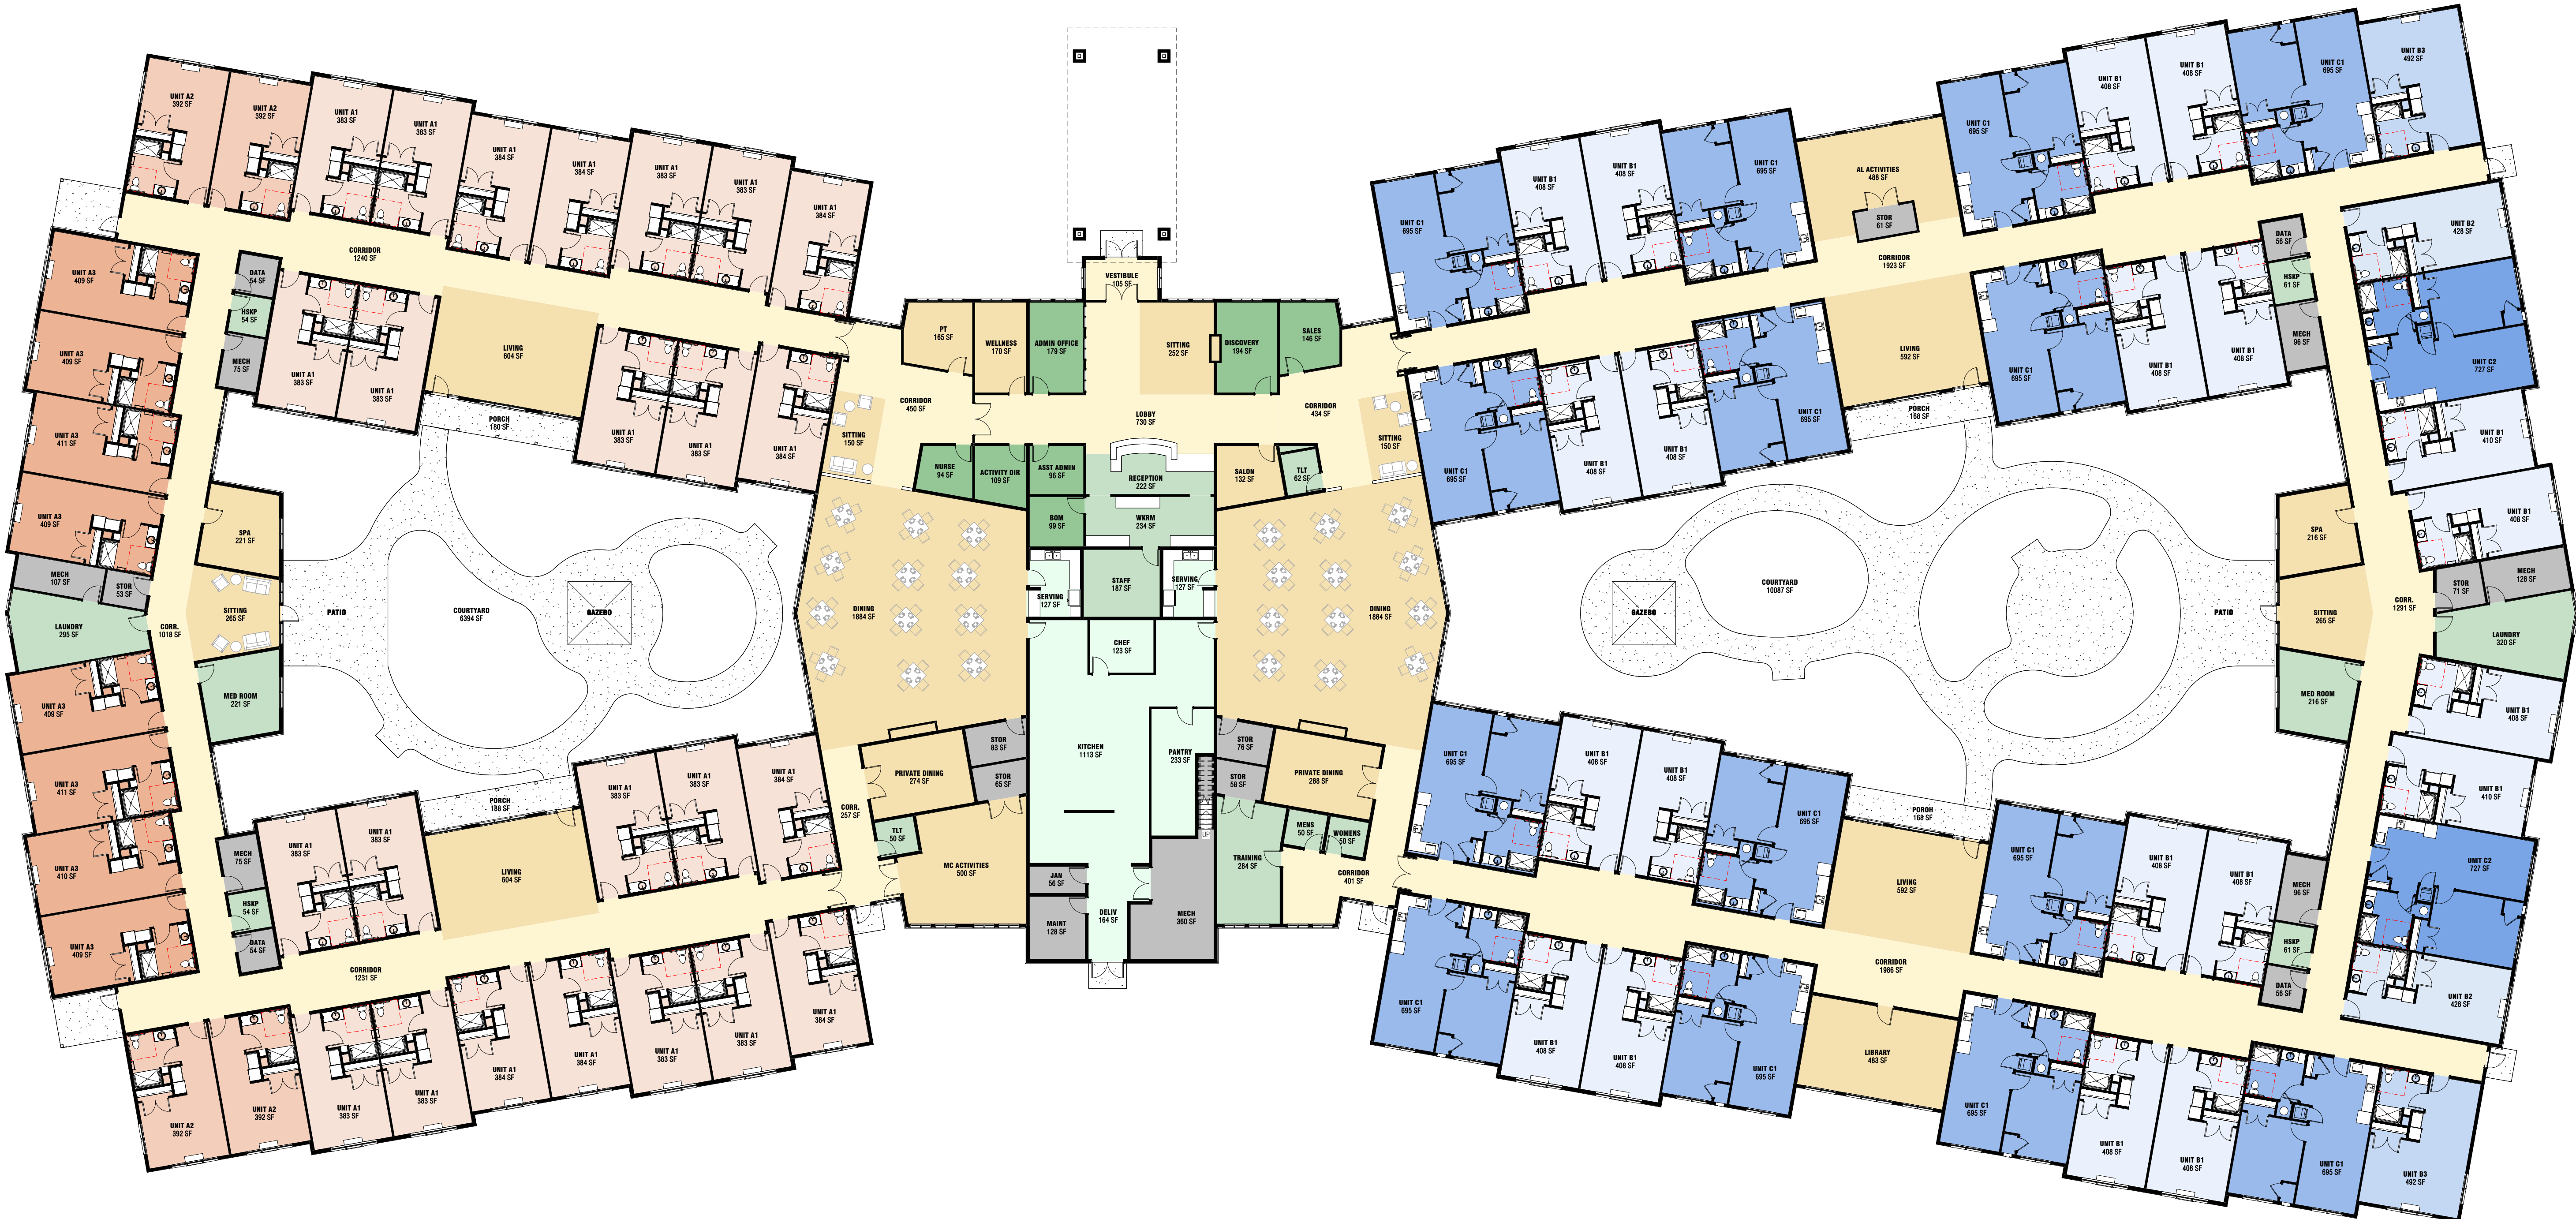 UNIT A2
392 SF
UNIT A2
392 SF
UNIT A1
383 SF
UNIT A1
383 SF
UNIT A1
384 SF
UNIT A1
384 SF
UNIT A1
383 SF
UNIT A1
383 SF
UNIT A1
384 SF
CORRIDOR
1240 SF
UNIT A3
409 SF
UNIT A3
409 SF
UNIT A3
411 SF
UNIT A3
409 SF
DATA
54 SF
HSKP
54 SF
MECH
75 SF
UNIT A1
383 SF
UNIT A1
383 SF
LIVING
604 SF
PORCH
180 SF
UNIT A1
383 SF
UNIT A1
383 SF
UNIT A1
384 SF
SPA
221 SF
MECH
107 SF
STOR
53 SF
LAUNDRY
295 SF
CORR.
1018 SF
SITTING
265 SF
MED ROOM
221 SF
PATIO
COURTYARD
6394 SF
GAZEBO
UNIT A3
409 SF
UNIT A3
411 SF
UNIT A3
410 SF
UNIT A3
409 SF
MECH
75 SF
HSKP
54 SF
DATA
54 SF
UNIT A1
383 SF
UNIT A1
383 SF
PORCH
188 SF
LIVING
604 SF
UNIT A1
383 SF
UNIT A1
383 SF
UNIT A1
384 SF
CORRIDOR
1231 SF
UNIT A2
392 SF
UNIT A2
392 SF
UNIT A1
383 SF
UNIT A1
383 SF
UNIT A1
384 SF
UNIT A1
384 SF
UNIT A1
383 SF
UNIT A1
383 SF
UNIT A1
384 SF
VESTIBULE
105 SF
PT
165 SF
WELLNESS
170 SF
ADMIN OFFICE
179 SF
SITTING
252 SF
DISCOVERY
194 SF
SALES
146 SF
CORRIDOR
450 SF
LOBBY
730 SF
CORRIDOR
434 SF
SITTING
150 SF
SITTING
150 SF
NURSE
94 SF
ACTIVITY DIR
109 SF
ASST ADMIN
96 SF
RECEPTION
222 SF
SALON
132 SF
TLT
62 SF
BOM
99 SF
WKRM
234 SF
STAFF
187 SF
SERVING
127 SF
SERVING
127 SF
DINING
1884 SF
DINING
1884 SF
CHEF
123 SF
KITCHEN
1113 SF
PANTRY
233 SF
STOR
83 SF
STOR
65 SF
STOR
76 SF
STOR
58 SF
PRIVATE DINING
274 SF
PRIVATE DINING
288 SF
CORR.
257 SF
TLT
50 SF
MC ACTIVITIES
500 SF
UP
MENS
50 SF
WOMENS
50 SF
TRAINING
284 SF
CORRIDOR
401 SF
JAN
56 SF
MAINT
128 SF
DELIV
164 SF
MECH
360 SF
UNIT C1
695 SF
UNIT B1
408 SF
UNIT B1
408 SF
UNIT C1
695 SF
AL ACTIVITIES
488 SF
STOR
61 SF
UNIT C1
695 SF
UNIT B1
408 SF
UNIT B1
408 SF
UNIT C1
695 SF
UNIT B3
492 SF
CORRIDOR
1923 SF
UNIT C1
695 SF
UNIT B1
408 SF
UNIT B1
408 SF
UNIT C1
695 SF
LIVING
592 SF
PORCH
168 SF
UNIT C1
695 SF
UNIT B1
408 SF
UNIT B1
408 SF
DATA
56 SF
HSKP
61 SF
MECH
96 SF
UNIT B2
428 SF
UNIT C2
727 SF
UNIT B1
410 SF
UNIT B1
408 SF
SPA
216 SF
STOR
71 SF
MECH
128 SF
SITTING
265 SF
CORR.
1291 SF
LAUNDRY
320 SF
MED ROOM
216 SF
GAZEBO
COURTYARD
10087 SF
PATIO
UNIT B1
408 SF
UNIT B1
410 SF
UNIT C2
727 SF
UNIT B2
428 SF
UNIT C1
695 SF
UNIT B1
408 SF
UNIT B1
408 SF
UNIT C1
695 SF
PORCH
168 SF
LIVING
592 SF
UNIT C1
695 SF
UNIT B1
408 SF
UNIT B1
408 SF
MECH
96 SF
HSKP
61 SF
DATA
56 SF
CORRIDOR
1986 SF
UNIT C1
695 SF
UNIT B1
408 SF
UNIT B1
408 SF
UNIT C1
695 SF
LIBRARY
483 SF
UNIT C1
695 SF
UNIT B1
408 SF
UNIT B1
408 SF
UNIT C1
695 SF
UNIT B3
492 SF